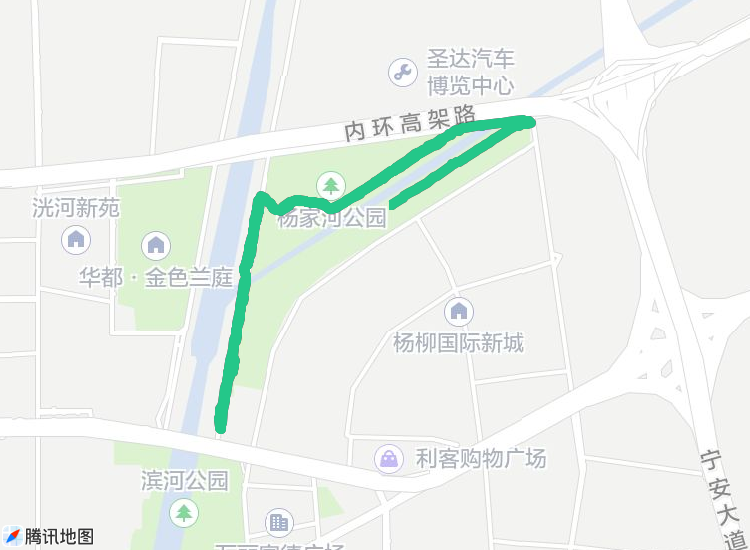 圣达汽车
博览中心
内环高架路
洸河新苑
杨家河公园
华都·金色兰庭
杨柳国际新城
利客购物广场
宁安大道
滨河公园
腾讯地图